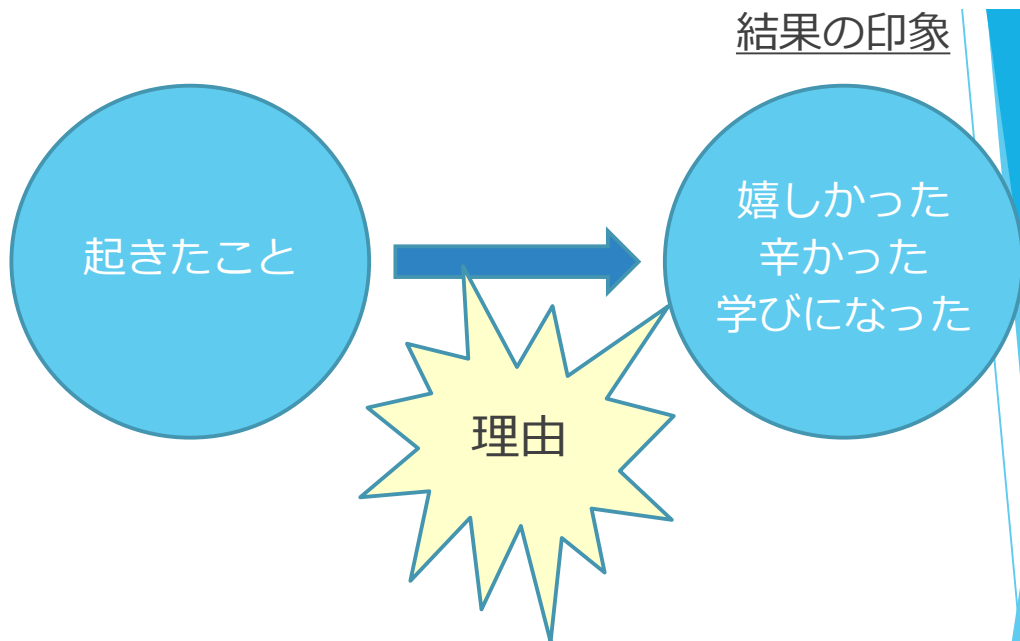 結果の印象
起きたこと
嬉しかった
辛かった
学びになった
理由